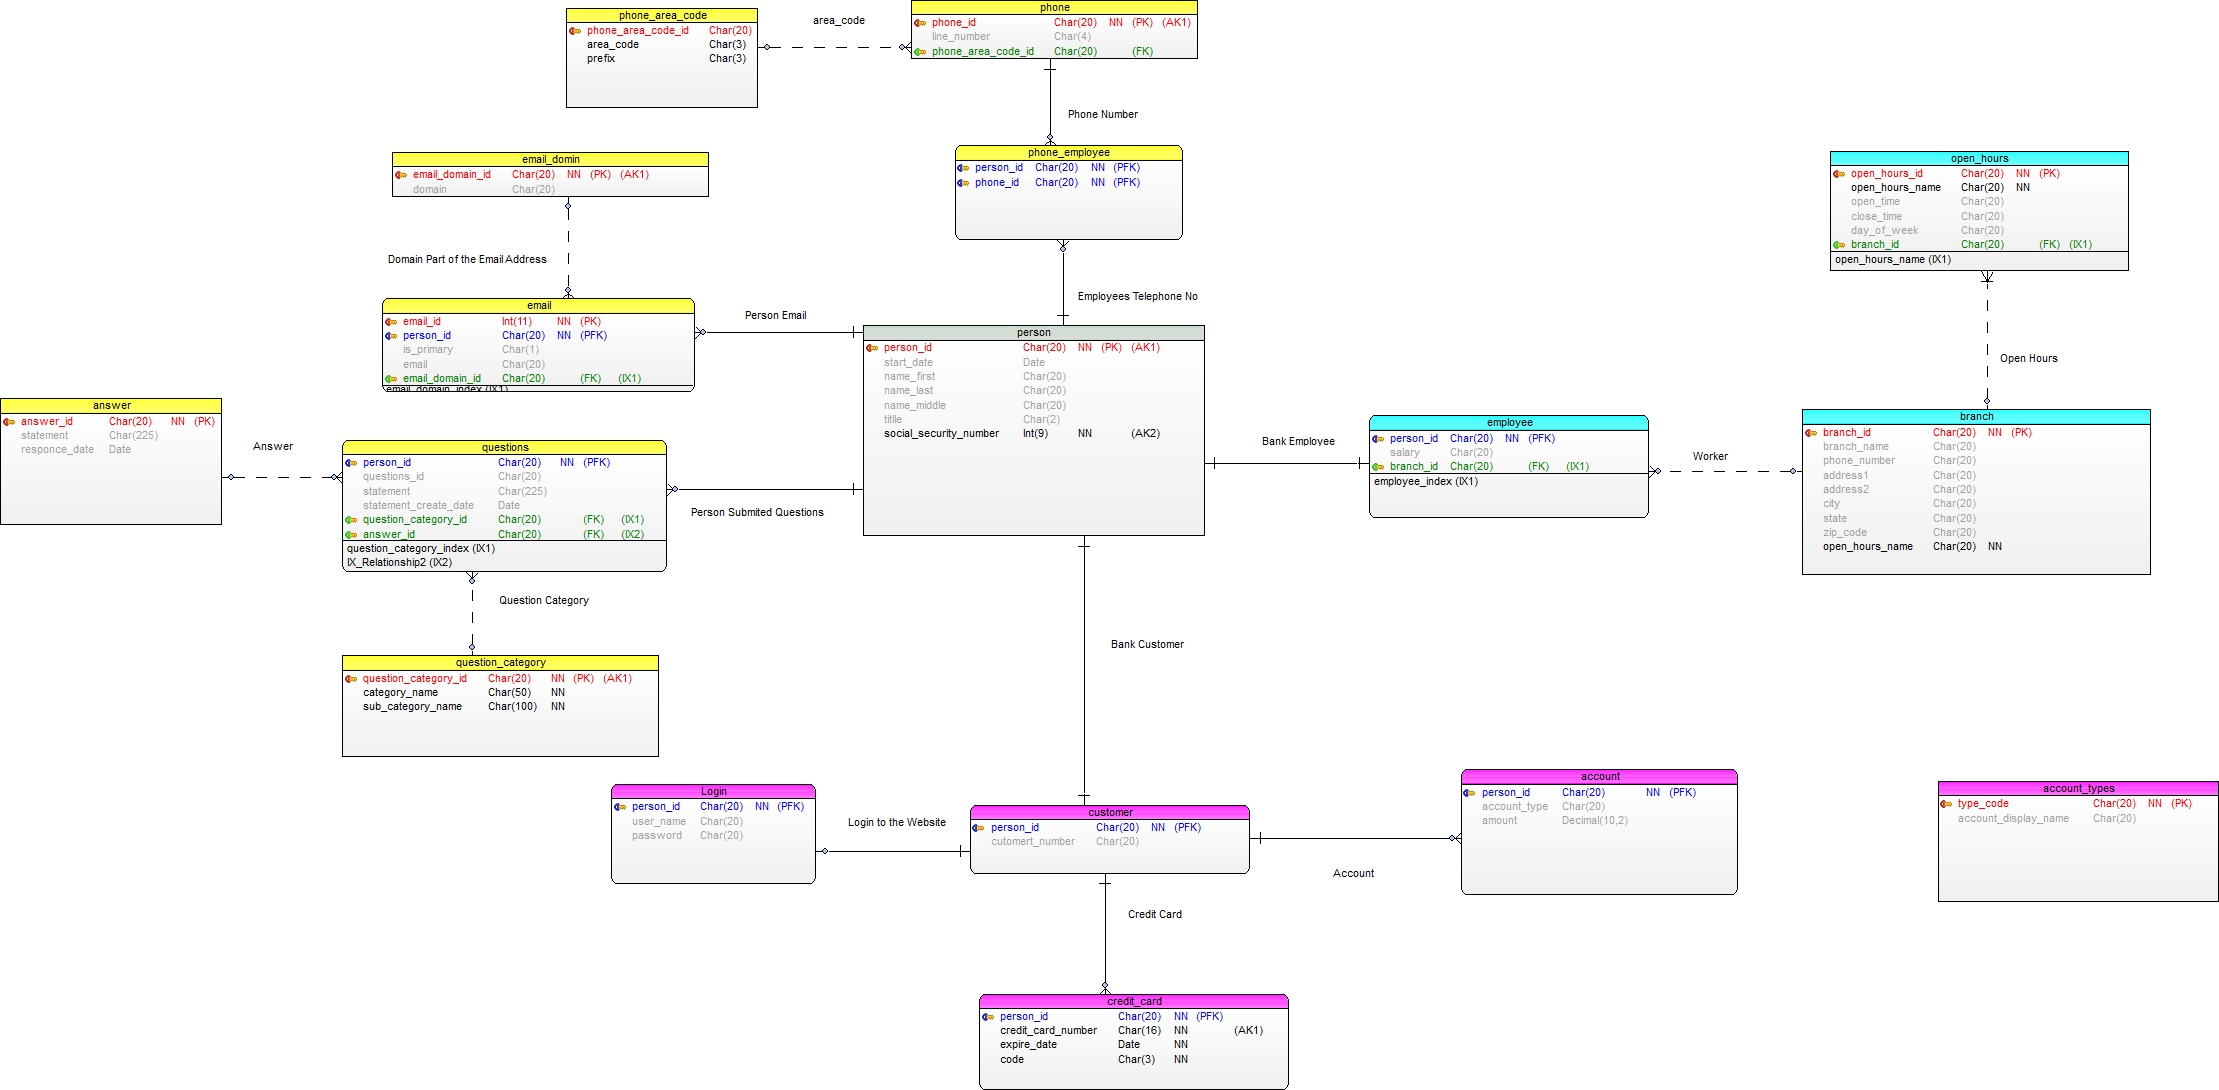 phone_area_code
phone_area_code_id Char(20)
area_code Char(3)
prefix Char(3)
area_code
phone
phone_id Char(20) NN (PK) (AK1)
line_number Char(4)
phone_area_code_id Char(20) (FK)
Phone Number
phone_employee
person_id Char(20) NN (PFK)
phone_id Char(20) NN (PFK)
Employees Telephone No
email_domin
email_domain_id Char(20) NN (PK) (AK1)
domain Char(20)
Domain Part of the Email Address
email
email_id Int(11) NN (PK)
person_id Char(20) NN (PFK)
is_primary Char(1)
email Char(20)
email_domain_id Char(20) (FK) (IX1)
email_domain_index (IX1)
Person Email
open_hours
open_hours_id Char(20) NN (PK)
open_hours_name Char(20) NN
open_time Char(20)
close_time Char(20)
day_of_week Char(20)
branch_id Char(20) (FK) (IX1)
open_hours_name (IX1)
Open Hours
person
person_id Char(20) NN (PK) (AK1)
start_date Date
name_first Char(20)
name_last Char(20)
name_middle Char(20)
titlle Char(2)
social_security_number Int(9) NN (AK2)
answer
answer_id Char(20) NN (PK)
statement Char(225)
responce_date Date
Answer
questions
person_id Char(20) NN (PFK)
questions_id Char(20)
statement Char(225)
statement_create_date Date
question_category_id Char(20) (FK) (IX1)
answer_id Char(20) (FK) (IX2)
question_category_index (IX1)
IX_Relationship2 (IX2)
Person Submited Questions
Bank Employee
employee
person_id Char(20) NN (PFK)
salary Char(20)
branch_id Char(20) (FK) (IX1)
employee_index (IX1)
Worker
branch
branch_id Char(20) NN (PK)
branch_name Char(20)
phone_number Char(20)
address1 Char(20)
address2 Char(20)
city Char(20)
state Char(20)
zip_code Char(20)
open_hours_name Char(20) NN
Question Category
question_category
question_category_id Char(20) NN (PK) (AK1)
category_name Char(50) NN
sub_category_name Char(100) NN
Bank Customer
Login
person_id Char(20) NN (PFK)
user_name Char(20)
password Char(20)
Login to the Website
customer
person_id Char(20) NN (PFK)
cutomert_number Char(20)
Account
account
person_id Char(20) NN (PFK)
account_type Char(20)
amount Decimal(10,2)
account_types
type_code Char(20) NN (PK)
account_display_name Char(20)
Credit Card
credit_card
person_id Char(20) NN (PFK)
credit_card_number Char(16) NN (AK1)
expire_date Date NN
code Char(3) NN